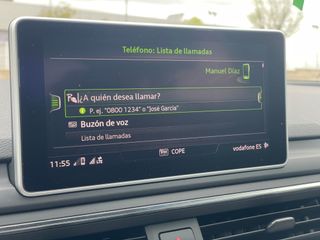 Teléfono: Lista de llamadas
Manuel Díaz
¿A quién desea llamar?
P. ej. "0800 1234" o "José García"
Buzón de voz
Lista de llamadas
11:55
COPE
vodafone ES